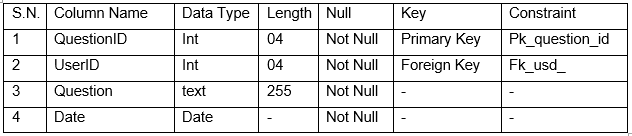 S.N. Column Name Data Type Length Null Key Constraint
1 QuestionID Int 04 Not Null Primary Key Pk_question_id
2 UserID Int 04 Not Null Foreign Key Fk_usd_
3 Question text 255 Not Null - -
4 Date Date - Not Null - -